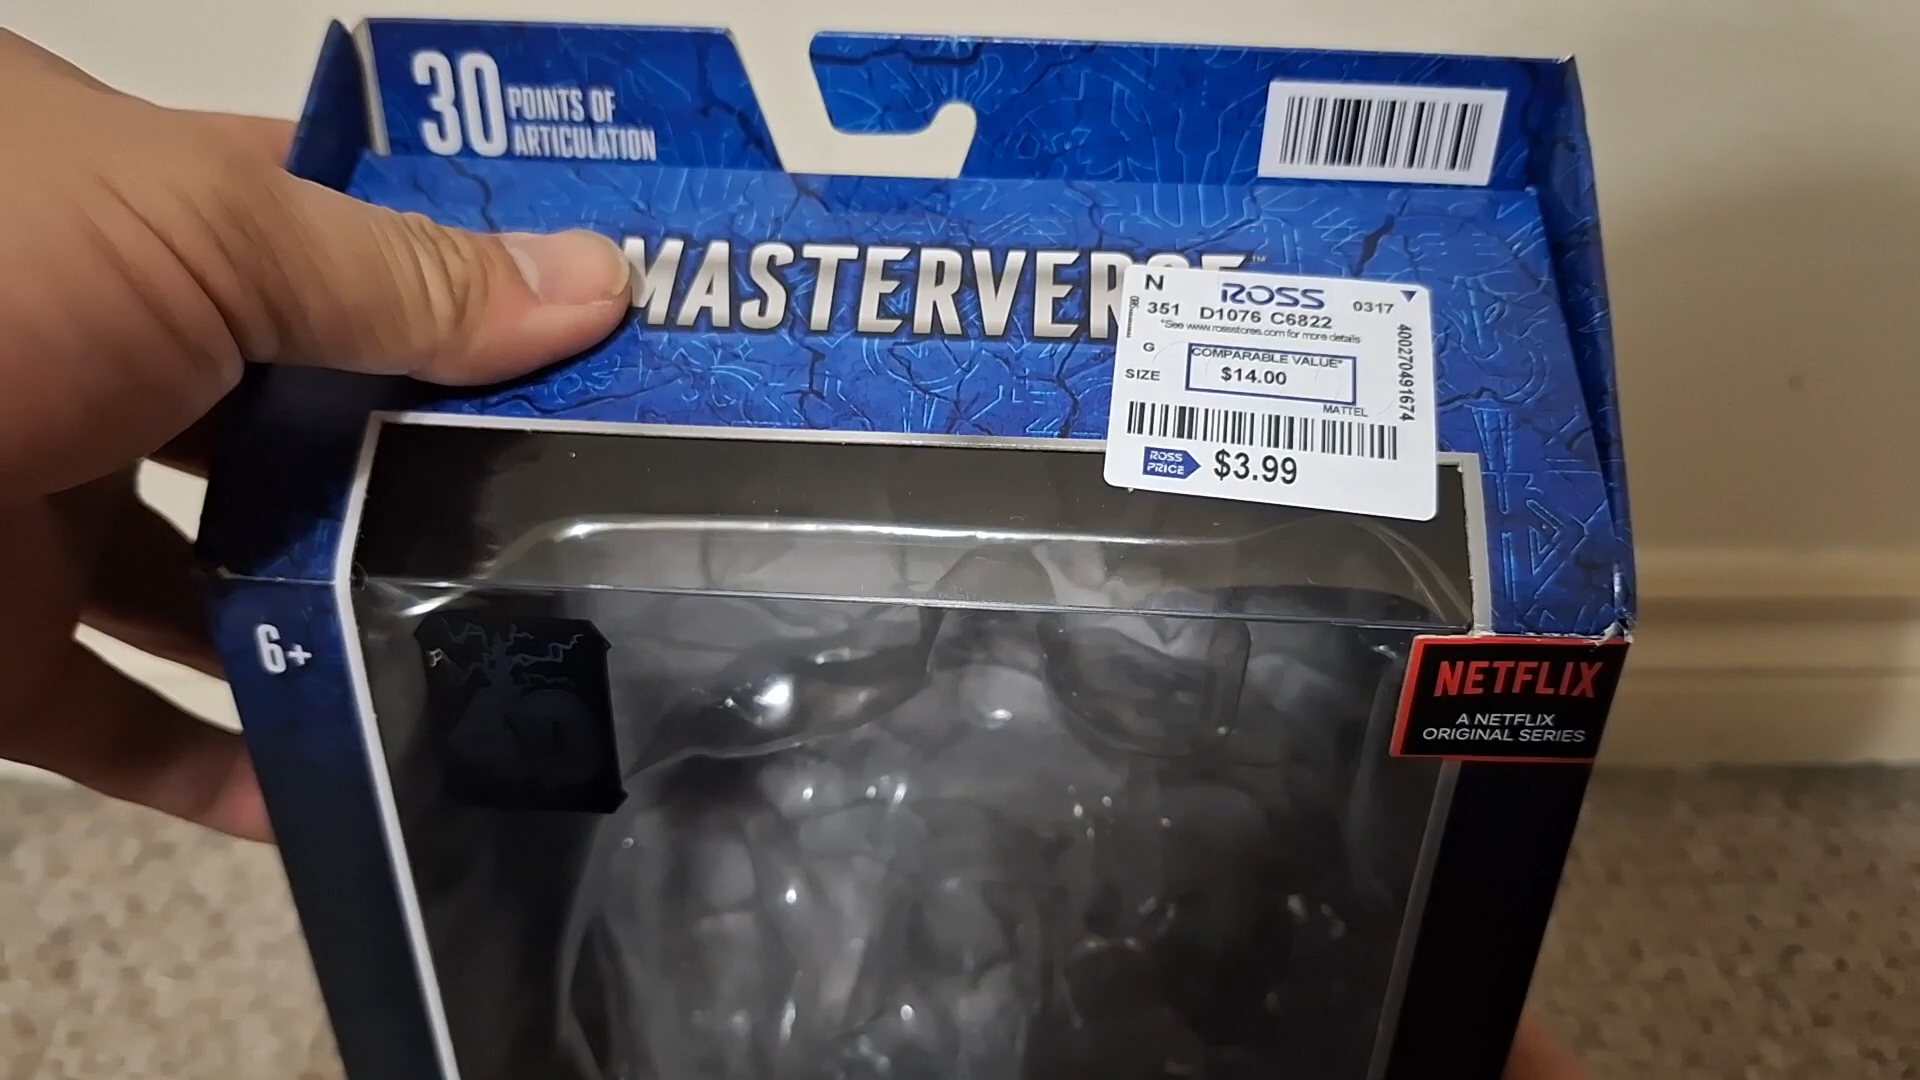 30 POINTS OF
ARTICULATION
MASTERVERSE™
N ROSS 0317
351 D1076 C6822
*See www.rossstores.com for more details
G
COMPARABLE VALUE*
SIZE
$14.00
MATTEL
400270491674
ROSS
PRICE
$3.99
6+
NETFLIX
A NETFLIX
ORIGINAL SERIES